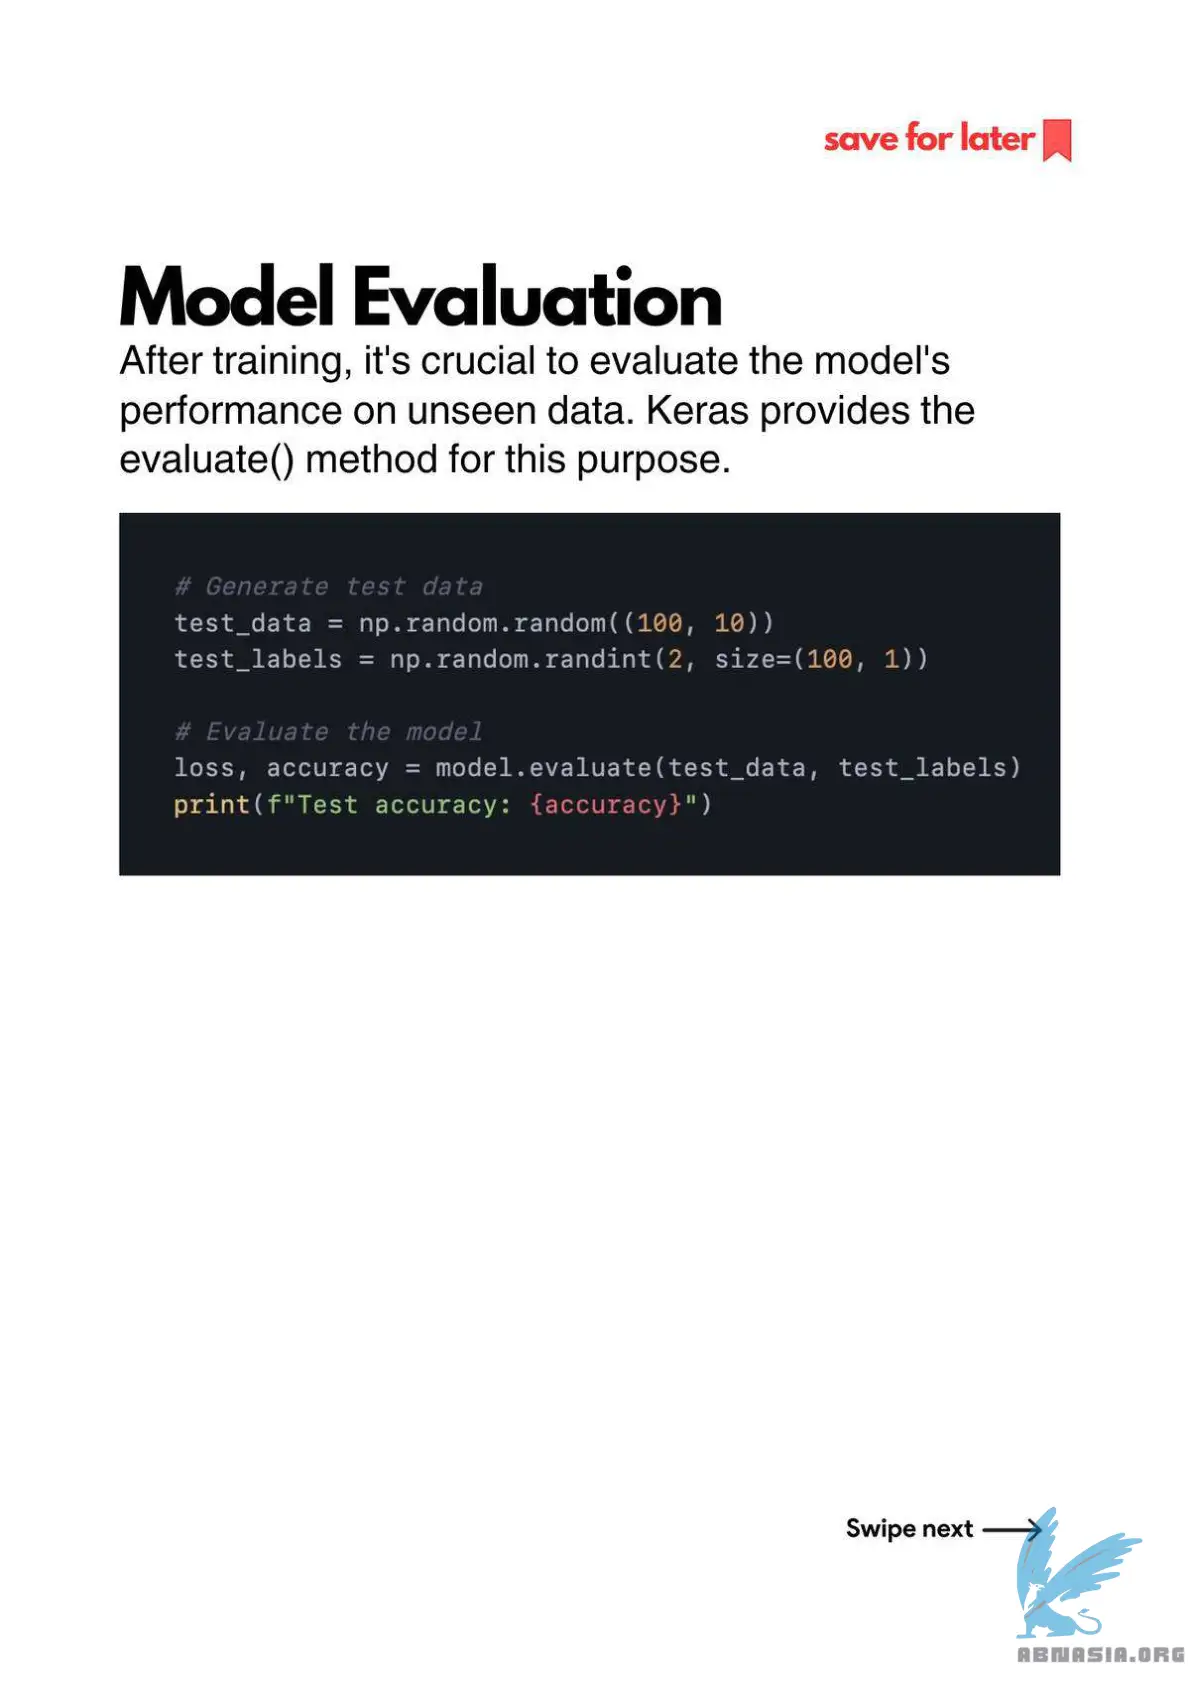 save for later
Model Evaluation
After training, it's crucial to evaluate the model's
performance on unseen data. Keras provides the
evaluate() method for this purpose.
# Generate test data
test_data = np.random.random((100, 10))
test_labels = np.random.randint(2, size=(100, 1))
# Evaluate the model
loss, accuracy = model.evaluate(test_data, test_labels)
print(f"Test accuracy: {accuracy}")
Swipe next
ABNASIA.ORG